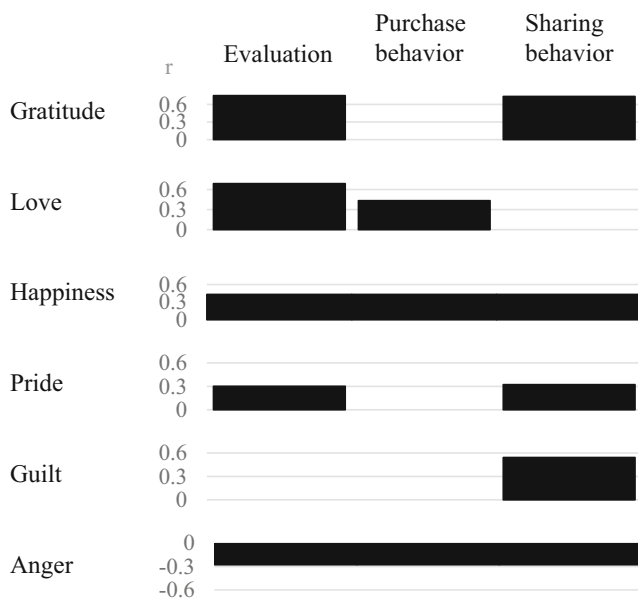 r
Evaluation
Purchase
behavior
Sharing
behavior
Gratitude
0.6
0.3
0
Love
0.6
0.3
0
Happiness
0.6
0.3
0
Pride
0.6
0.3
0
Guilt
0.6
0.3
0
Anger
0
-0.3
-0.6